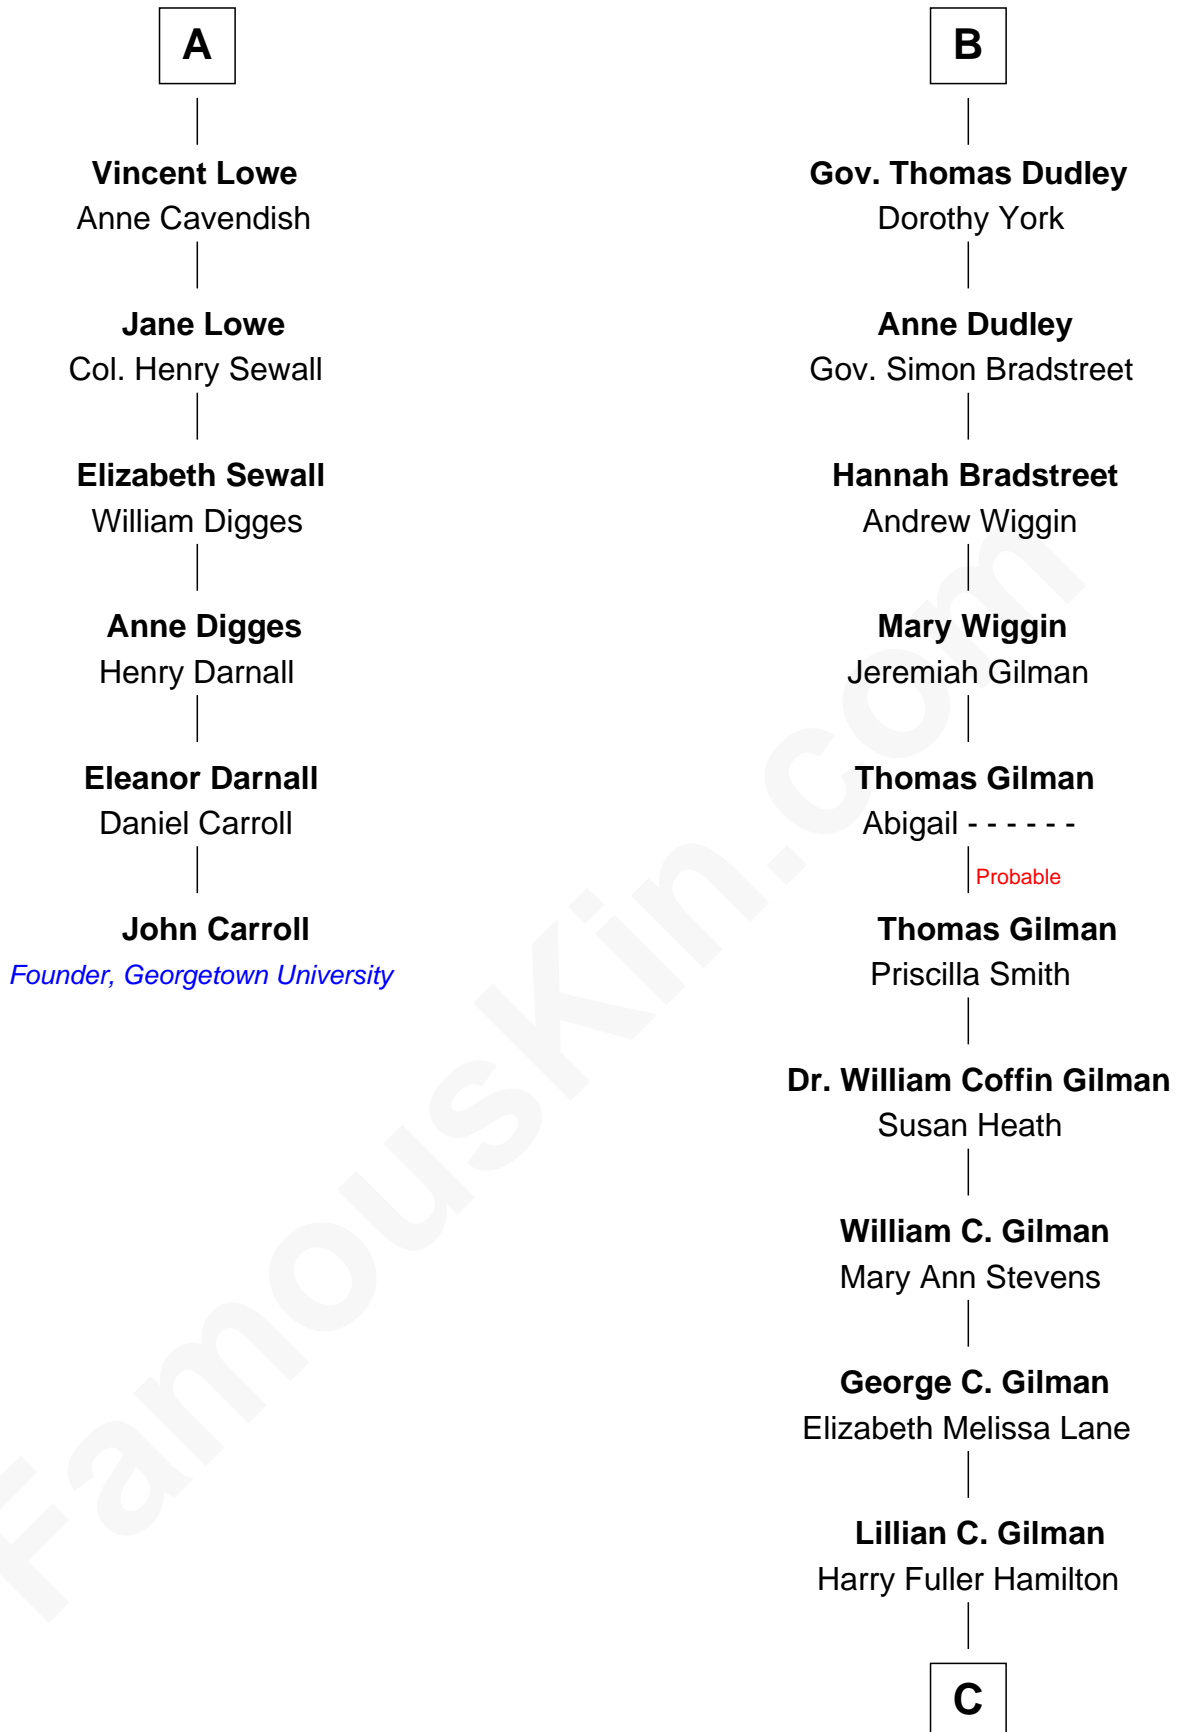 A
Vincent Lowe
Anne Cavendish
Jane Lowe
Col. Henry Sewall
Elizabeth Sewall
William Digges
Anne Digges
Henry Darnall
Eleanor Darnall
Daniel Carroll
John Carroll
Founder, Georgetown University
B
Gov. Thomas Dudley
Dorothy York
Anne Dudley
Gov. Simon Bradstreet
Hannah Bradstreet
Andrew Wiggin
Mary Wiggin
Jeremiah Gilman
Thomas Gilman
Abigail - - - - - -
Probable
Thomas Gilman
Priscilla Smith
Dr. William Coffin Gilman
Susan Heath
William C. Gilman
Mary Ann Stevens
George C. Gilman
Elizabeth Melissa Lane
Lillian C. Gilman
Harry Fuller Hamilton
C
FamousKin.com